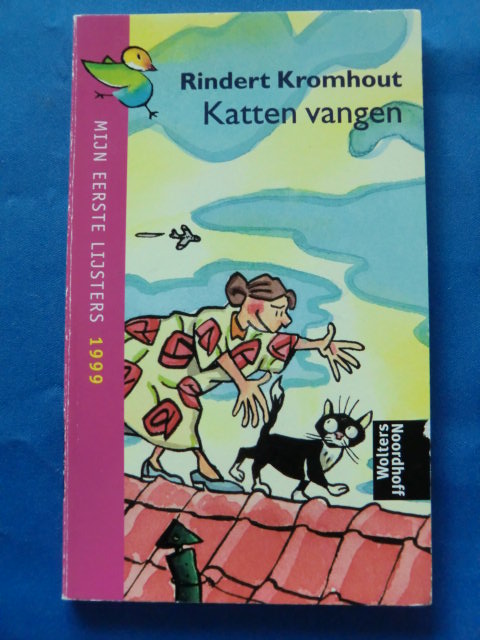 Rindert Kromhout
Katten vangen
MIJN EERSTE LIJSTERS 1999
Wolters
Noordhoff